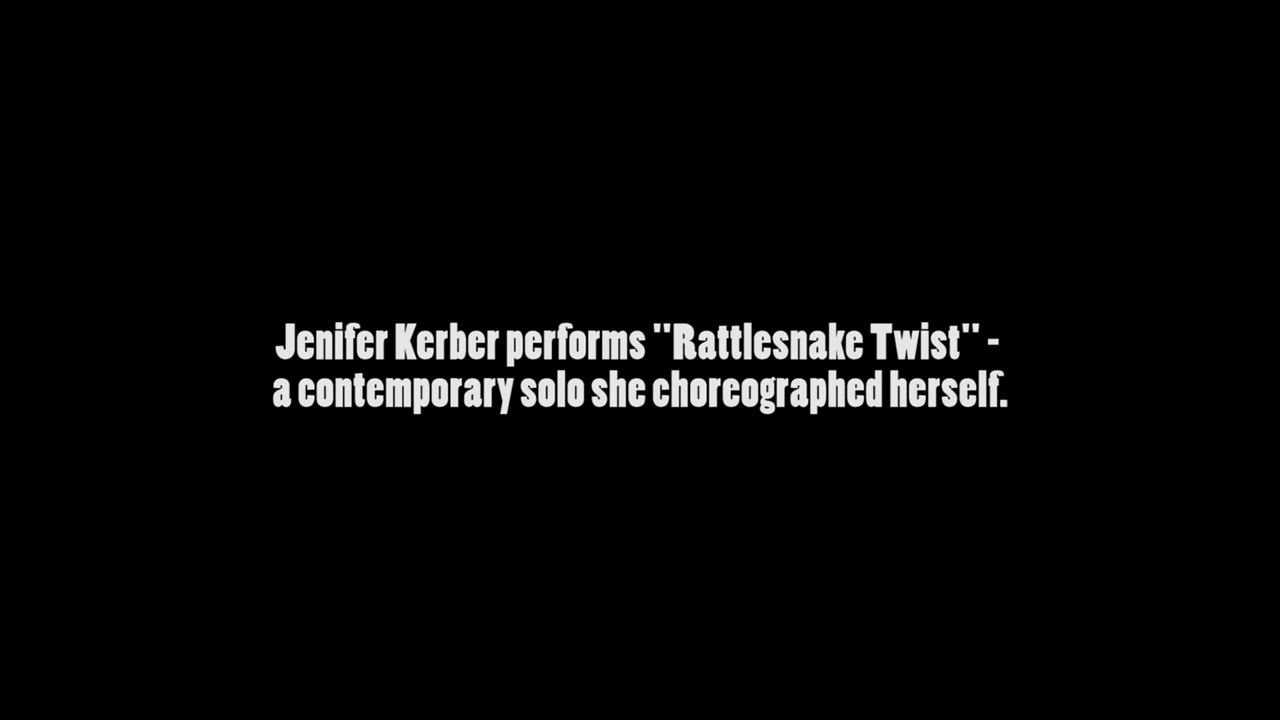 Jenifer Kerber performs "Rattlesnake Twist" -
a contemporary solo she choreographed herself.